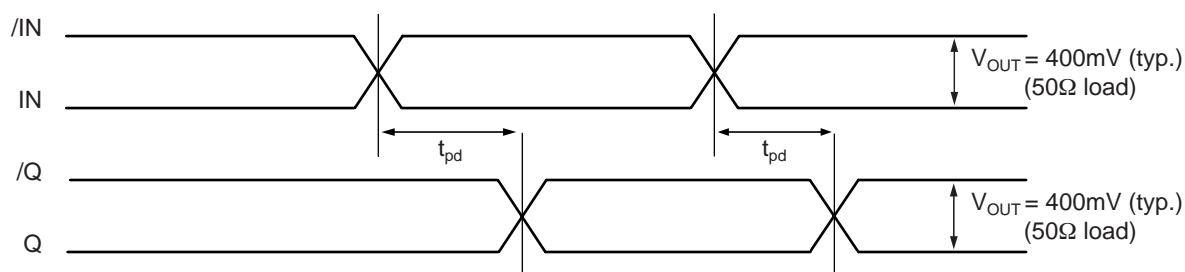 /IN
IN
V_OUT = 400mV (typ.)
(50Ω load)
t_pd
t_pd
/Q
Q
V_OUT = 400mV (typ.)
(50Ω load)